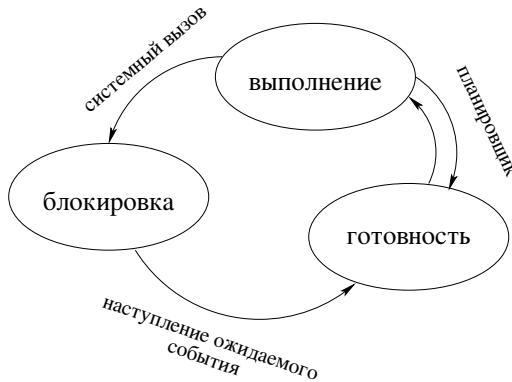 системный вызов
выполнение
планировщик
блокировка
готовность
наступление ожидаемого
события